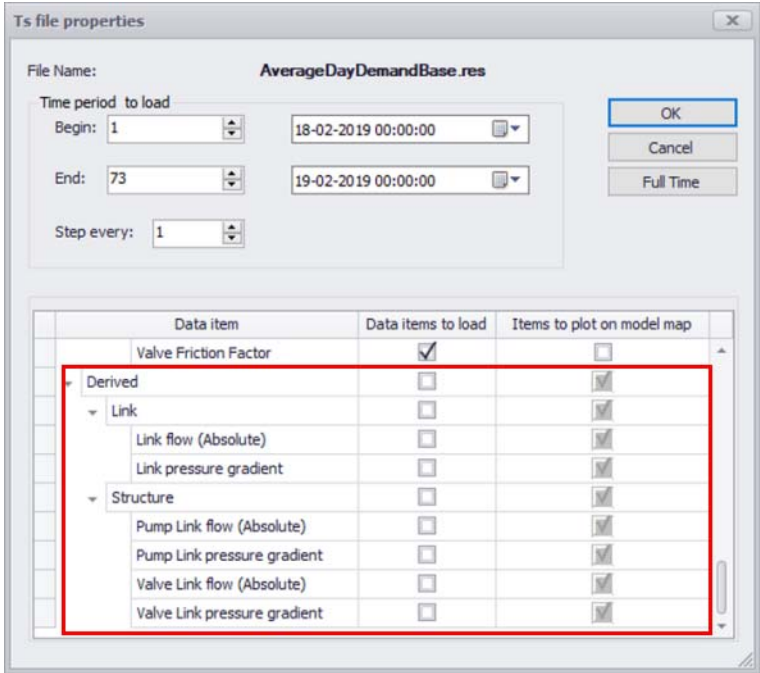 Ts file properties
File Name: AverageDayDemandBase.res
Time period to load
Begin: 1 18-02-2019 00:00:00 OK
Cancel
End: 73 19-02-2019 00:00:00 Full Time
Step every: 1
Data item Data items to load Items to plot on model map
Valve Friction Factor
Derived
Link
Link flow (Absolute)
Link pressure gradient
Structure
Pump Link flow (Absolute)
Pump Link pressure gradient
Valve Link flow (Absolute)
Valve Link pressure gradient